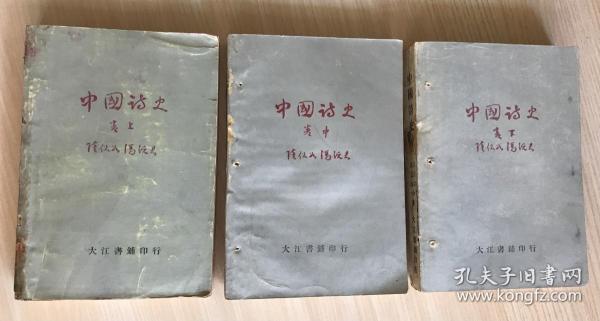 中國诗史
卷上
陸侃如 馮沅君
大江書鋪印行
中國诗史
卷中
陸侃如 馮沅君
大江書鋪印行
中國诗史
卷下
陸侃如 馮沅君
大江書鋪印行
孔夫子旧书网
www.kongfz.com